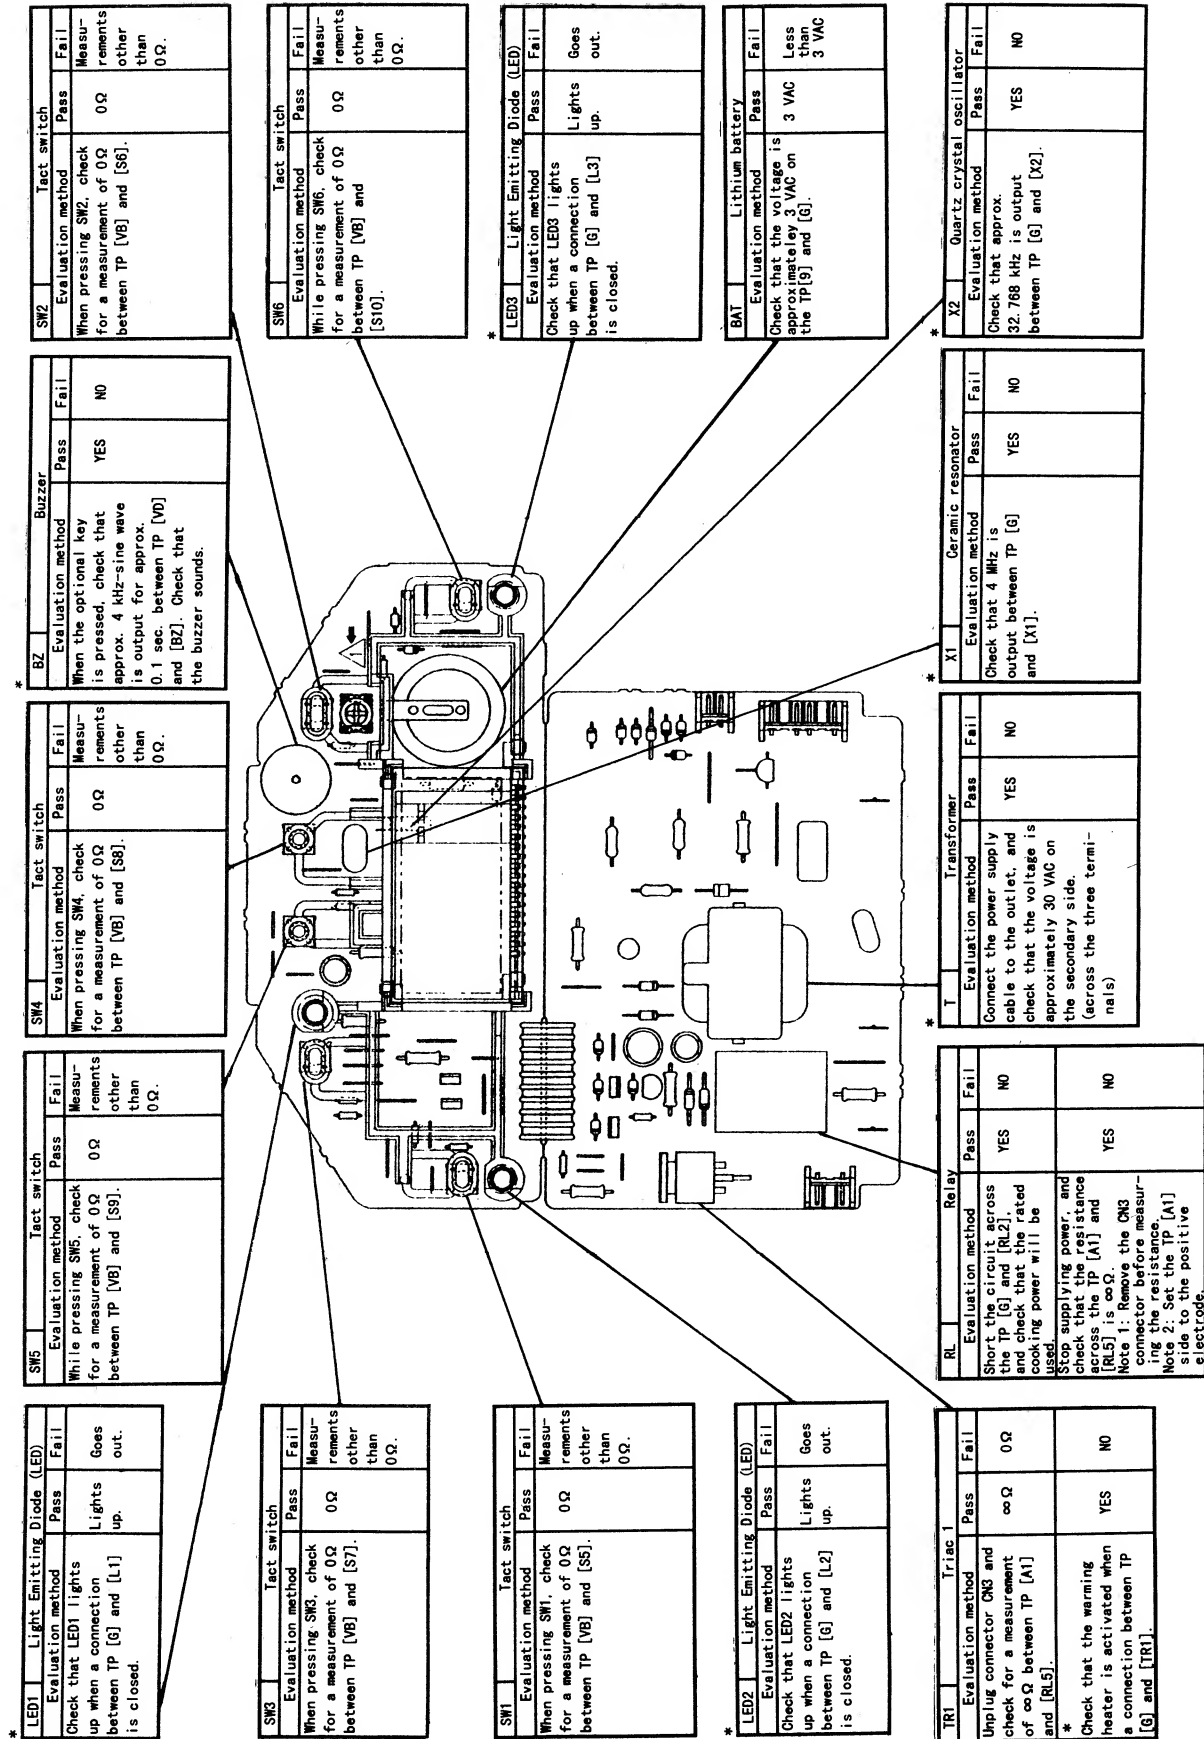 *
LED1 Light Emitting Diode (LED)
Evaluation method Pass Fail
Check that LED1 lights
up when a connection
between TP [G] and [L1]
is closed.
Lights
up.
Goes
out.
SW5 Tact switch
Evaluation method Pass Fail
While pressing SW5, check
for a measurement of 0Ω
between TP [VB] and [S9].
0Ω
Measu-
rements
other
than
0Ω.
SW4 Tact switch
Evaluation method Pass Fail
When pressing SW4, check
for a measurement of 0Ω
between TP [VB] and [S8].
0Ω
Measu-
rements
other
than
0Ω.
*
BZ Buzzer
Evaluation method Pass Fail
When the optional key
is pressed, check that
approx. 4 kHz-sine wave
is output for approx.
0.1 sec. between TP [VD]
and [BZ]. Check that
the buzzer sounds.
YES
NO
SW2 Tact switch
Evaluation method Pass Fail
When pressing SW2, check
for a measurement of 0Ω
between TP [VB] and [S6].
0Ω
Measu-
rements
other
than
0Ω.
SW3 Tact switch
Evaluation method Pass Fail
When pressing SW3, check
for a measurement of 0Ω
between TP [VB] and [S7].
0Ω
Measu-
rements
other
than
0Ω.
SW6 Tact switch
Evaluation method Pass Fail
While pressing SW6, check
for a measurement of 0Ω
between TP [VB] and
[S10].
0Ω
Measu-
rements
other
than
0Ω.
SW1 Tact switch
Evaluation method Pass Fail
When pressing SW1, check
for a measurement of 0Ω
between TP [VB] and [S5].
0Ω
Measu-
rements
other
than
0Ω.
*
LED3 Light Emitting Diode (LED)
Evaluation method Pass Fail
Check that LED3 lights
up when a connection
between TP [G] and [L3]
is closed.
Lights
up.
Goes
out.
*
LED2 Light Emitting Diode (LED)
Evaluation method Pass Fail
Check that LED2 lights
up when a connection
between TP [G] and [L2]
is closed.
Lights
up.
Goes
out.
BAT Lithium battery
Evaluation method Pass Fail
Check that the voltage is
approximateley 3 VAC on
the TP[9] and [G].
3 VAC
Less
than
3 VAC
TR1 Triac 1
Evaluation method Pass Fail
Unplug connector CN3 and
check for a measurement
of ∞Ω between TP [A1]
and [RL5].
∞Ω
0Ω
*
Check that the warming
heater is activated when
a connection between TP
[G] and [TR1].
YES
NO
RL Relay
Evaluation method Pass Fail
Short the circuit across
the TP [G] and [RL2],
and check that the rated
cooking power will be
used.
YES
NO
Stop supplying power, and
check that the resistance
across the TP [A1] and
[RL5] is ∞Ω.
Note 1: Remove the CN3
connector before measur-
ing the resistance.
Note 2: Set the TP [A1]
side to the positive
electrode.
YES
NO
*
T Transformer
Evaluation method Pass Fail
Connect the power supply
cable to the outlet, and
check that the voltage is
approximately 30 VAC on
the secondary side.
(across the three termi-
nals)
YES
NO
*
X1 Ceramic resonator
Evaluation method Pass Fail
Check that 4 MHz is
output between TP [G]
and [X1].
YES
NO
*
X2 Quartz crystal oscillator
Evaluation method Pass Fail
Check that approx.
32.768 kHz is output
between TP [G] and [X2].
YES
NO